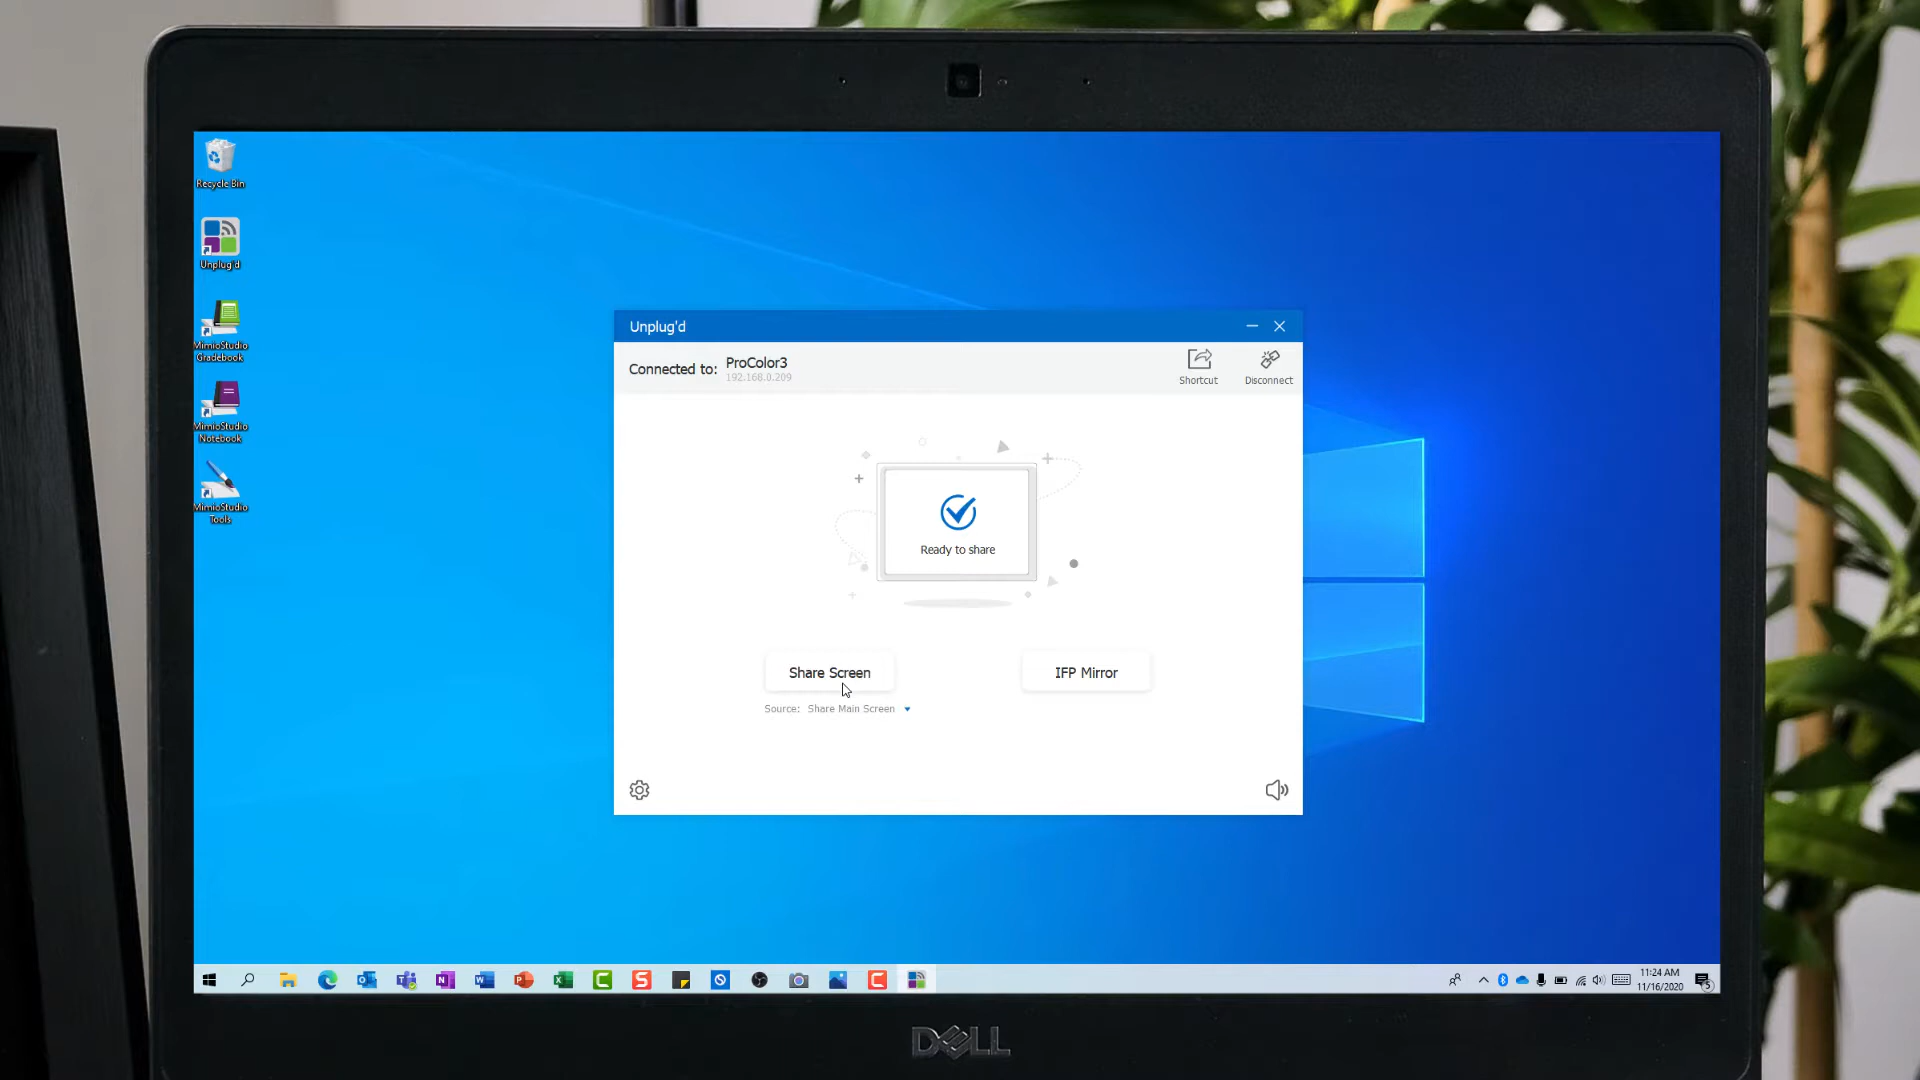 Recycle Bin
Unplug'd
MimioStudio
Gradebook
MimioStudio
Notebook
MimioStudio
Tools
Unplug'd
Connected to: ProColor3
192.168.0.209
Shortcut
Disconnect
Ready to share
Share Screen
IFP Mirror
Source: Share Main Screen
11:24 AM
11/16/2020
5
DELL